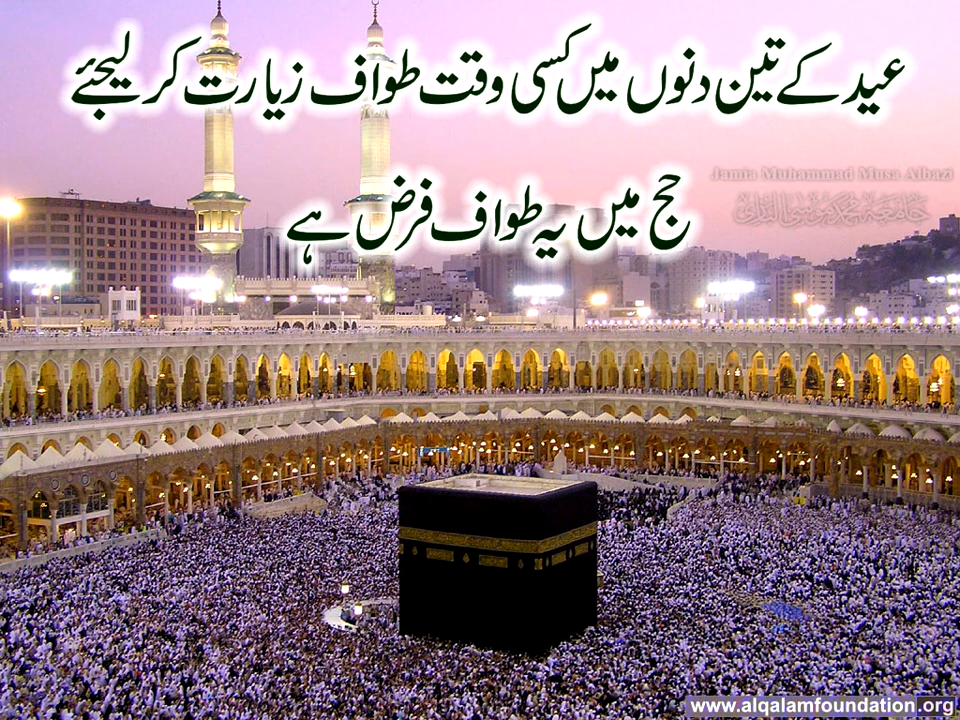 عید کے تین دنوں میں کسی وقت طواف زیارت کر لیجئے
Jamia Muhammad Musa Albazi
حج میں یہ طواف فرض ہے
www.alqalamfoundation.org